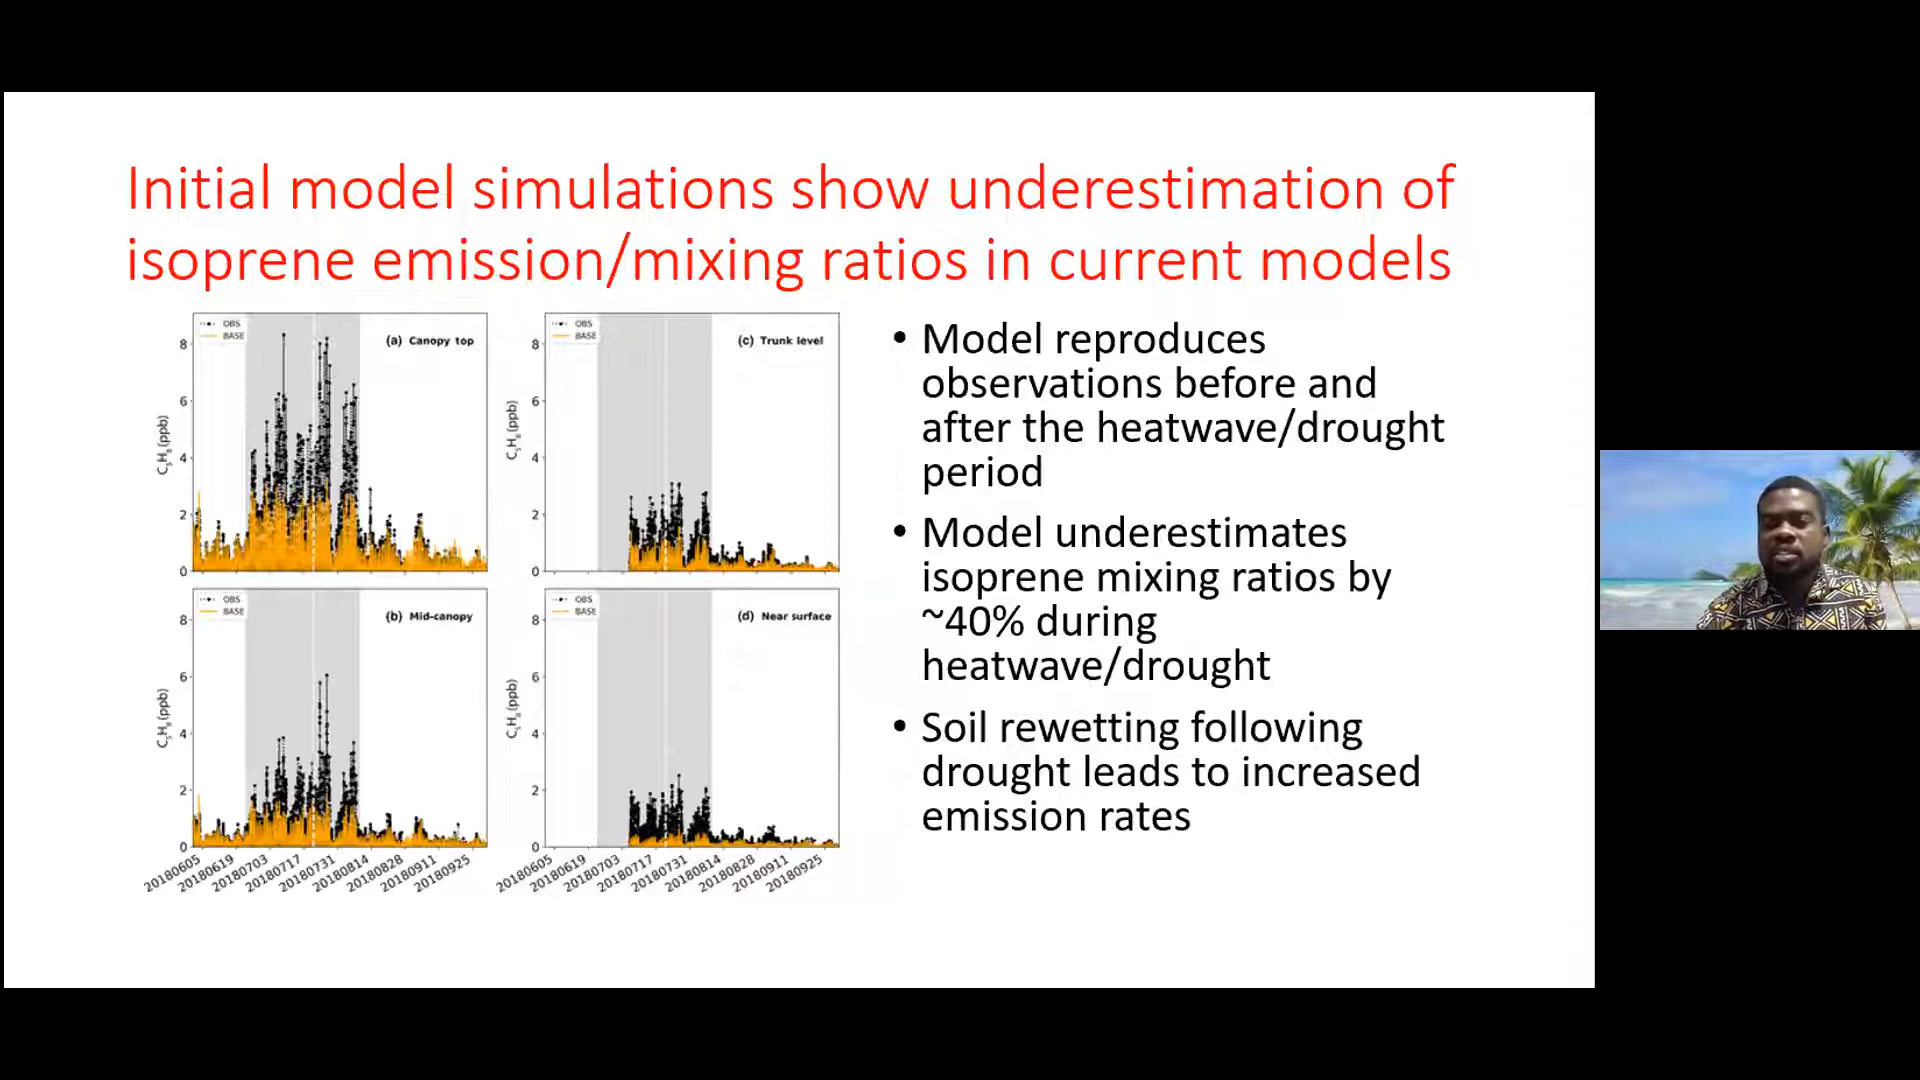 Initial model simulations show underestimation of
isoprene emission/mixing ratios in current models
OBS
BASE
(a) Canopy top
8
6
4
2
0
C5H8(ppb)
OBS
BASE
(c) Trunk level
8
6
4
2
0
C5H8(ppb)
OBS
BASE
(b) Mid-canopy
8
6
4
2
0
C5H8(ppb)
20180605
20180619
20180703
20180717
20180731
20180814
20180828
20180911
20180925
OBS
BASE
(d) Near surface
8
6
4
2
0
C5H8(ppb)
20180605
20180619
20180703
20180717
20180731
20180814
20180828
20180911
20180925
• Model reproduces
observations before and
after the heatwave/drought
period
• Model underestimates
isoprene mixing ratios by
~40% during
heatwave/drought
• Soil rewetting following
drought leads to increased
emission rates